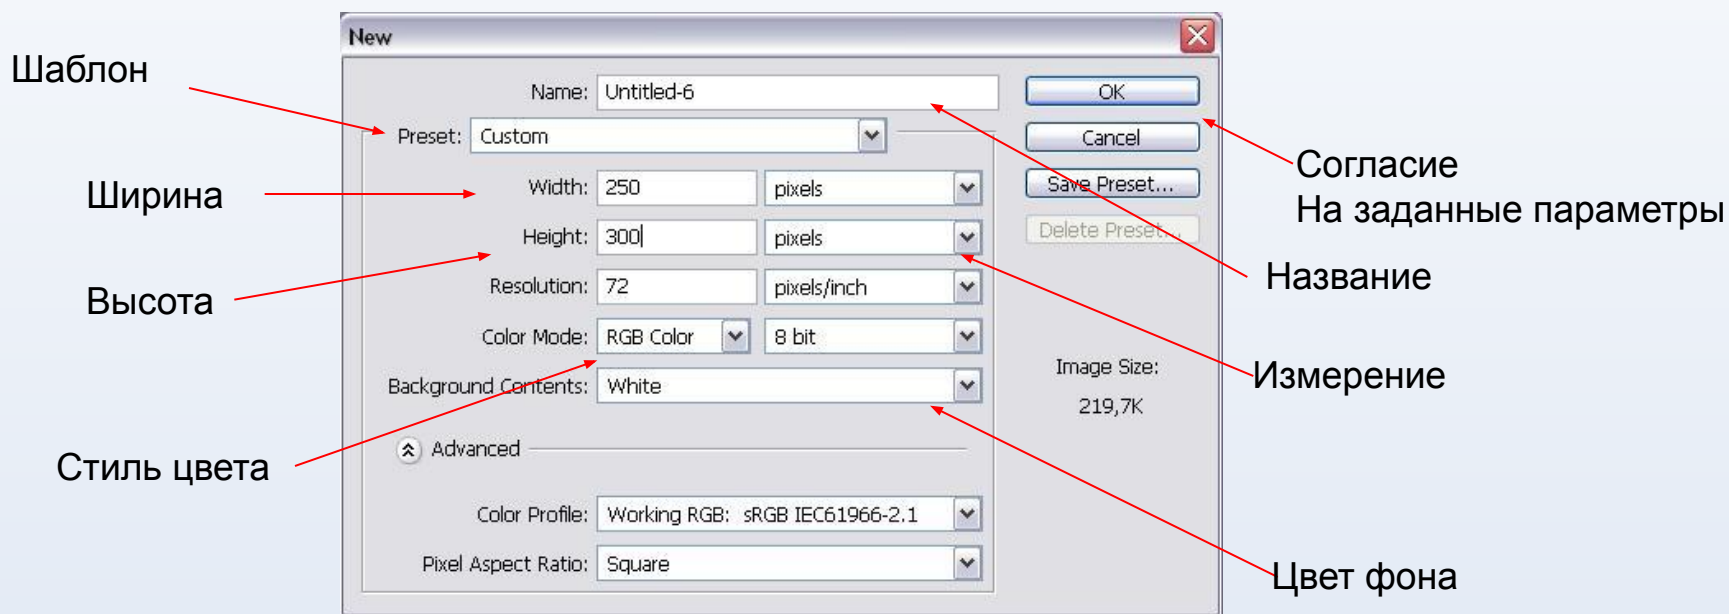 New
Шаблон
Name: Untitled-6
OK
Preset: Custom
Cancel
Согласие
На заданные параметры
Ширина
Width: 250 pixels
Save Preset...
Height: 300 pixels
Delete Preset...
Название
Высота
Resolution: 72 pixels/inch
Color Mode: RGB Color 8 bit
Image Size:
219,7K
Измерение
Background Contents: White
Advanced
Стиль цвета
Color Profile: Working RGB: sRGB IEC61966-2.1
Pixel Aspect Ratio: Square
Цвет фона